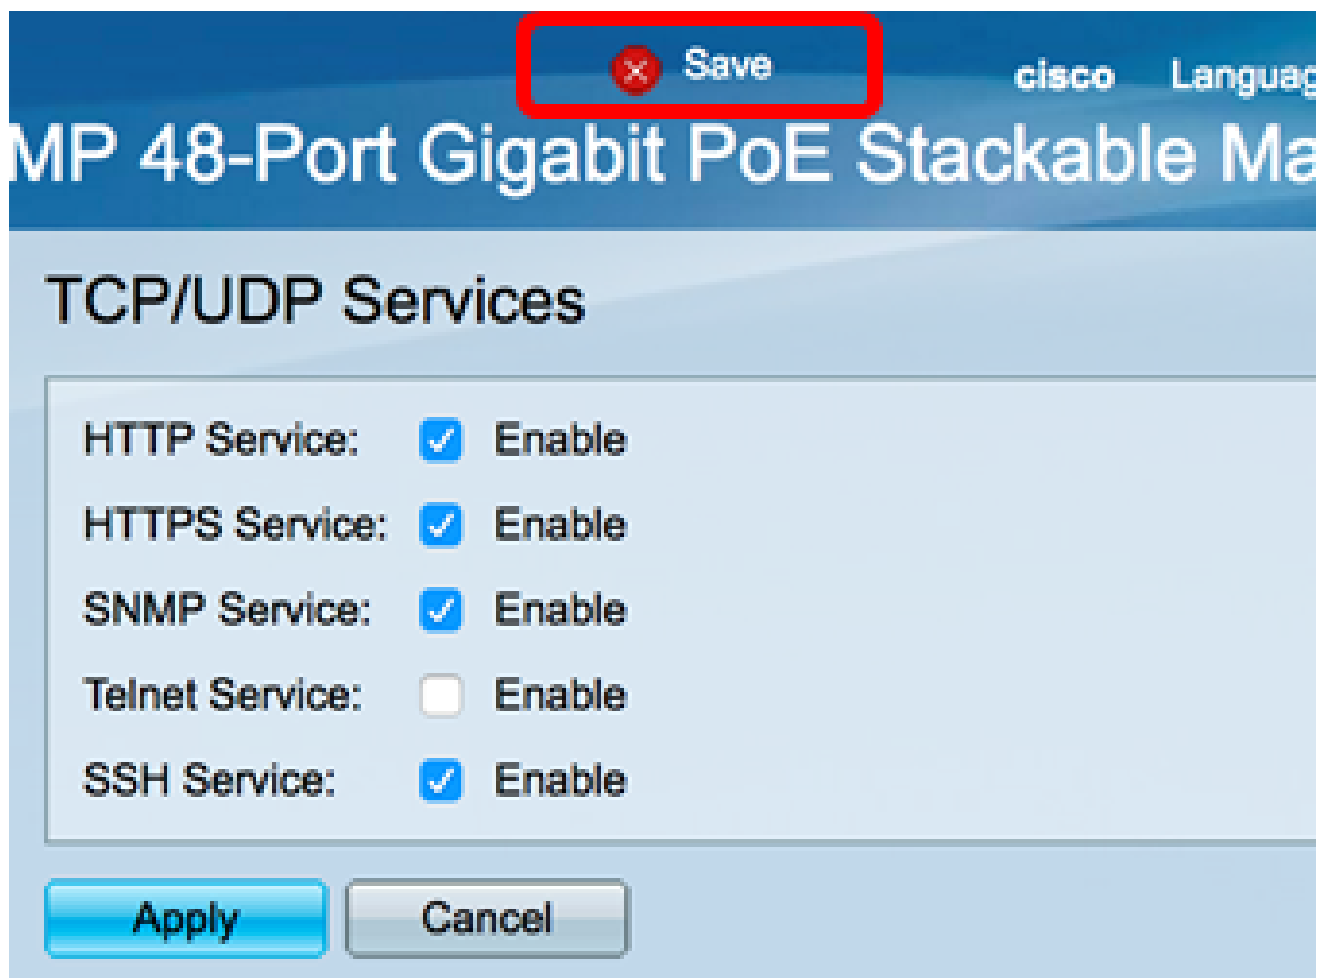 Save
cisco Languag
MP 48-Port Gigabit PoE Stackable Ma
TCP/UDP Services
HTTP Service: Enable
HTTPS Service: Enable
SNMP Service: Enable
Telnet Service: Enable
SSH Service: Enable
Apply Cancel